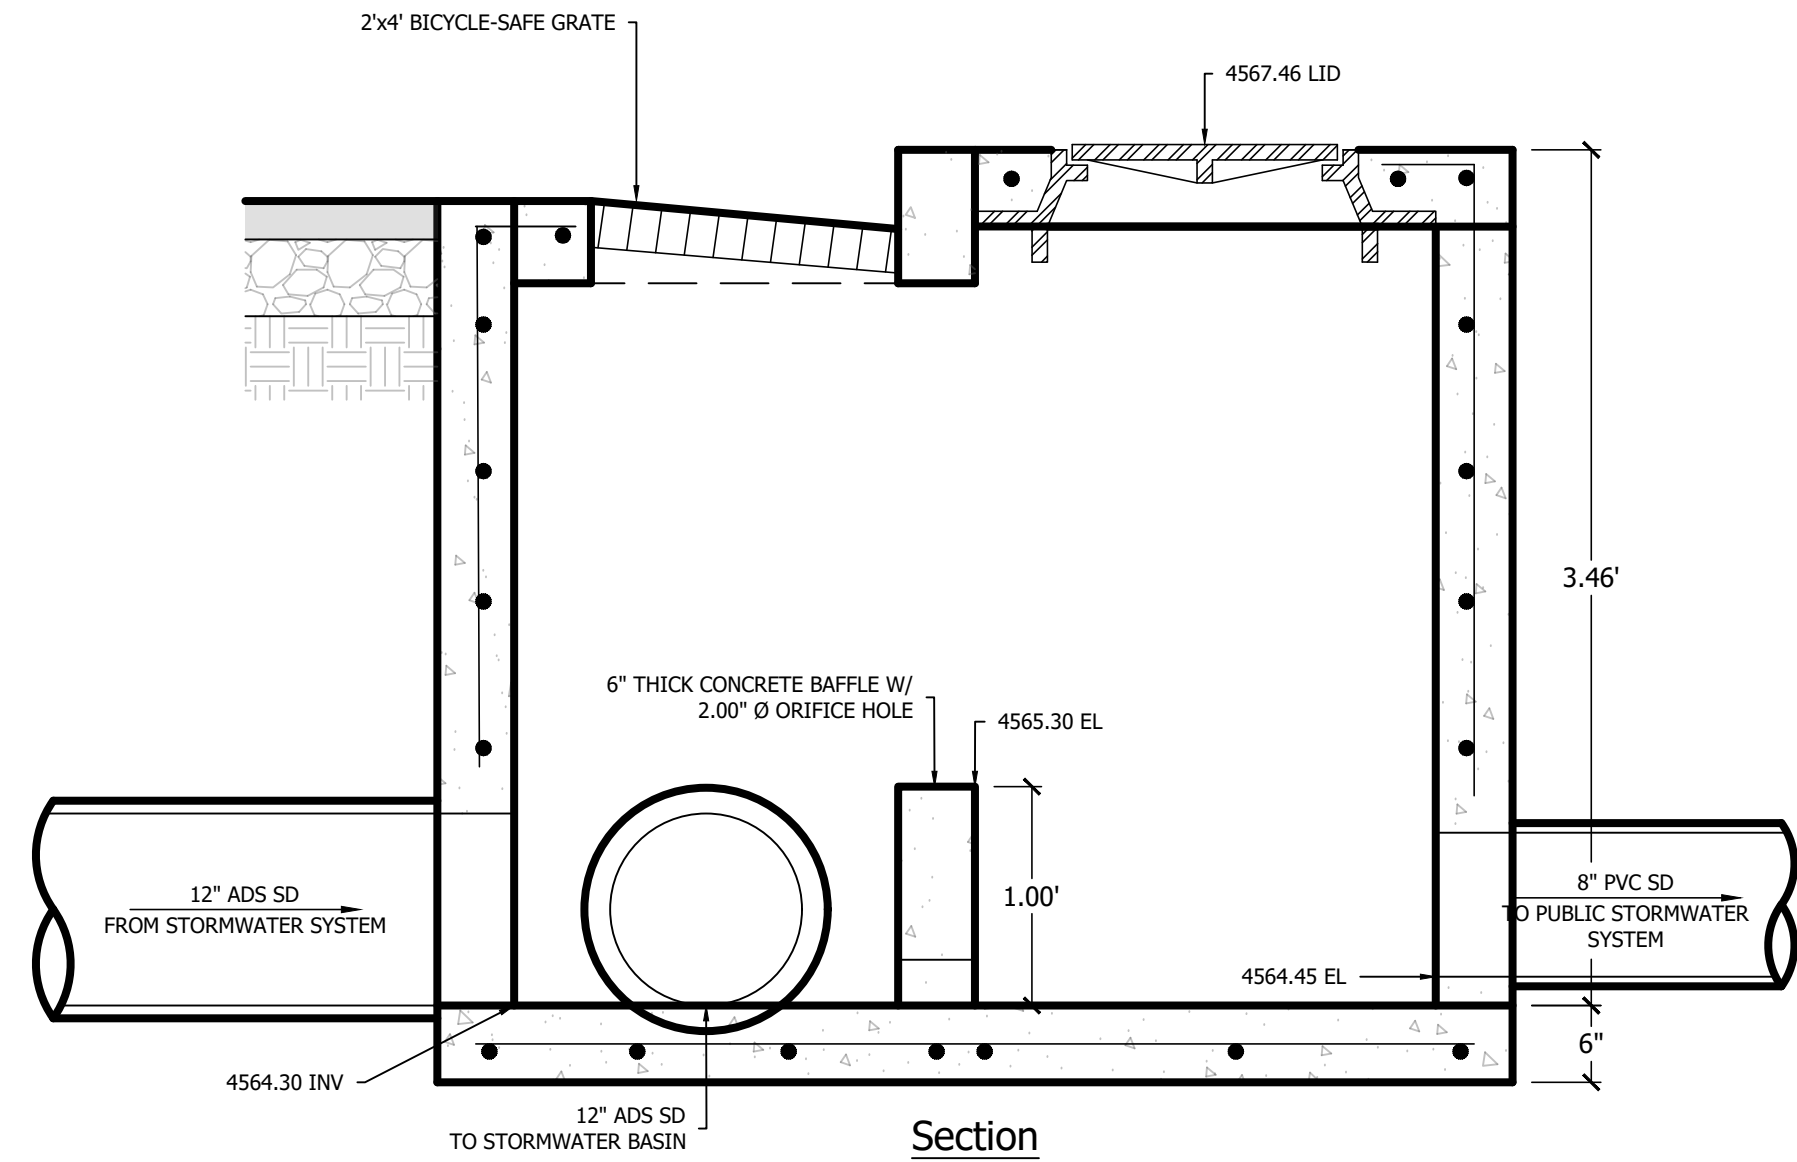 2'x4' BICYCLE-SAFE GRATE
4567.46 LID
3.46'
6" THICK CONCRETE BAFFLE W/
2.00" Ø ORIFICE HOLE
4565.30 EL
12" ADS SD
FROM STORMWATER SYSTEM
1.00'
8" PVC SD
TO PUBLIC STORMWATER
SYSTEM
4564.45 EL
6"
4564.30 INV
12" ADS SD
TO STORMWATER BASIN
Section